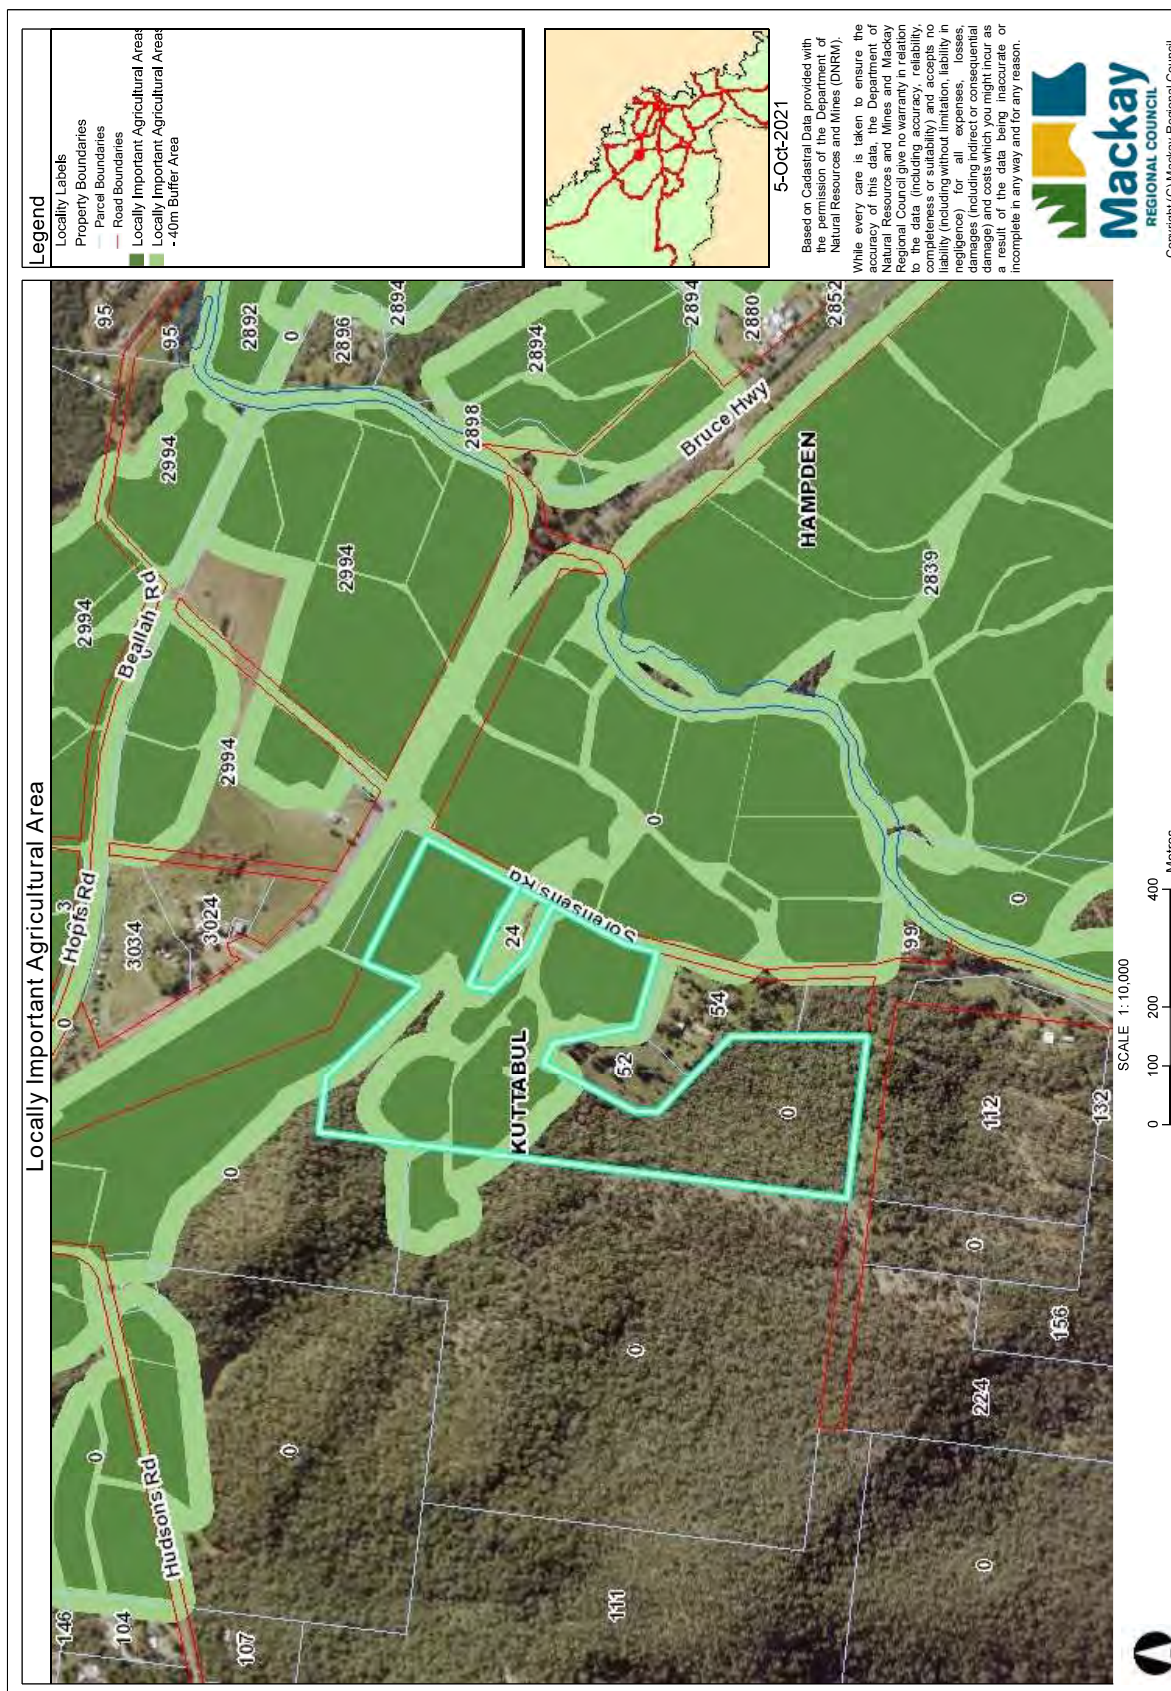 Locally Important Agricultural Area
Legend
Locality Labels
Property Boundaries
Parcel Boundaries
Road Boundaries
Locally Important Agricultural Areas
Locally Important Agricultural Areas
- 40m Buffer Area
5-Oct-2021
Based on Cadastral Data provided with
the permission of the Department of
Natural Resources and Mines (DNRM).
While every care is taken to ensure the
accuracy of this data, the Department of
Natural Resources and Mines and Mackay
Regional Council give no warranty in relation
to the data (including accuracy, reliability,
completeness or suitability) and accepts no
liability (including without limitation, liability in
negligence) for all expenses, losses,
damages (including indirect or consequential
damage) and costs which you might incur as
a result of the data being inaccurate or
incomplete in any way and for any reason.
Mackay
REGIONAL COUNCIL
Copyright (C) Mackay Regional Council
146
104
107
Hudsons Rd
0
0
0
111
0
0
224
156
0
112
132
KUTTABUL
0
52
54
24
Sorensens Rd
99
0
0
3034
3024
Hopfs Rd
3
0
Beallah Rd
2994
2994
2994
2994
95
95
2892
0
2896
2894
2894
2894
2898
2880
2852
Bruce Hwy
HAMPDEN
2839
SCALE 1: 10,000
0 100 200 400
Metres